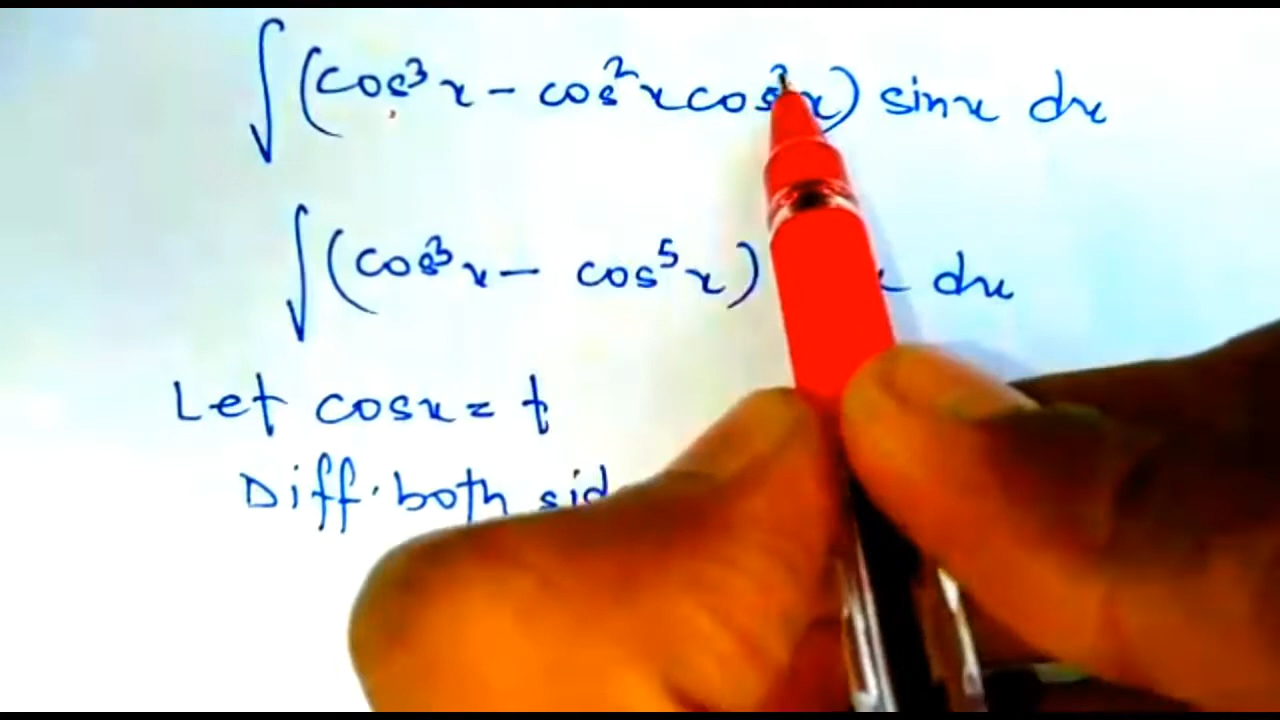 ∫(cos³x - cos²x cos³x) sinx dx
∫(cos³x - cos⁵x) dx
Let cosx = t
Diff. both